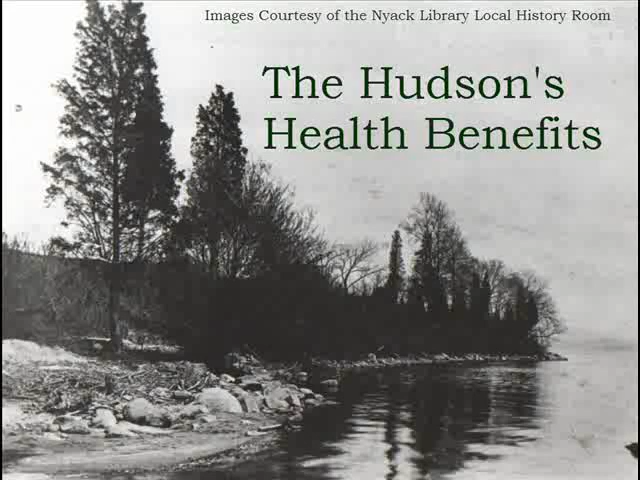 Images Courtesy of the Nyack Library Local History Room
The Hudson's
Health Benefits